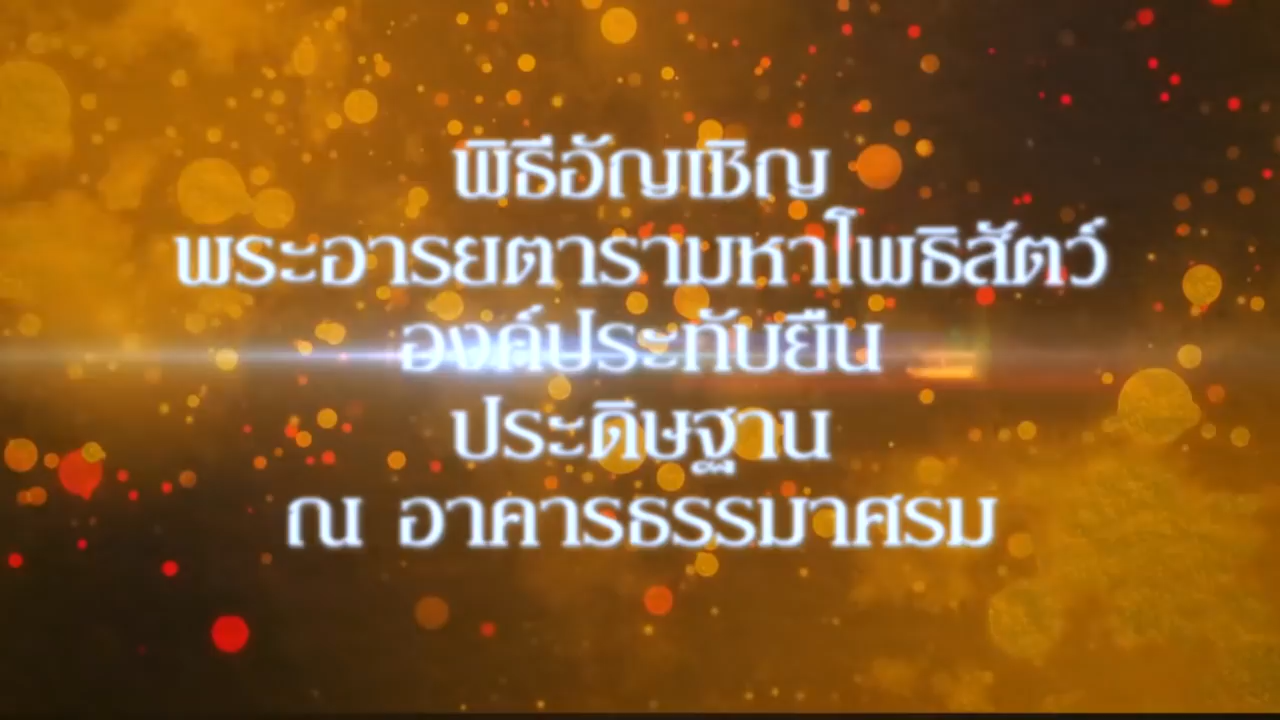 พิธีอัญเชิญ
พระอารยตารามหาโพธิสัตว์
องค์ประทับยืน
ประดิษฐาน
ณ อาคารธรรมาศรม